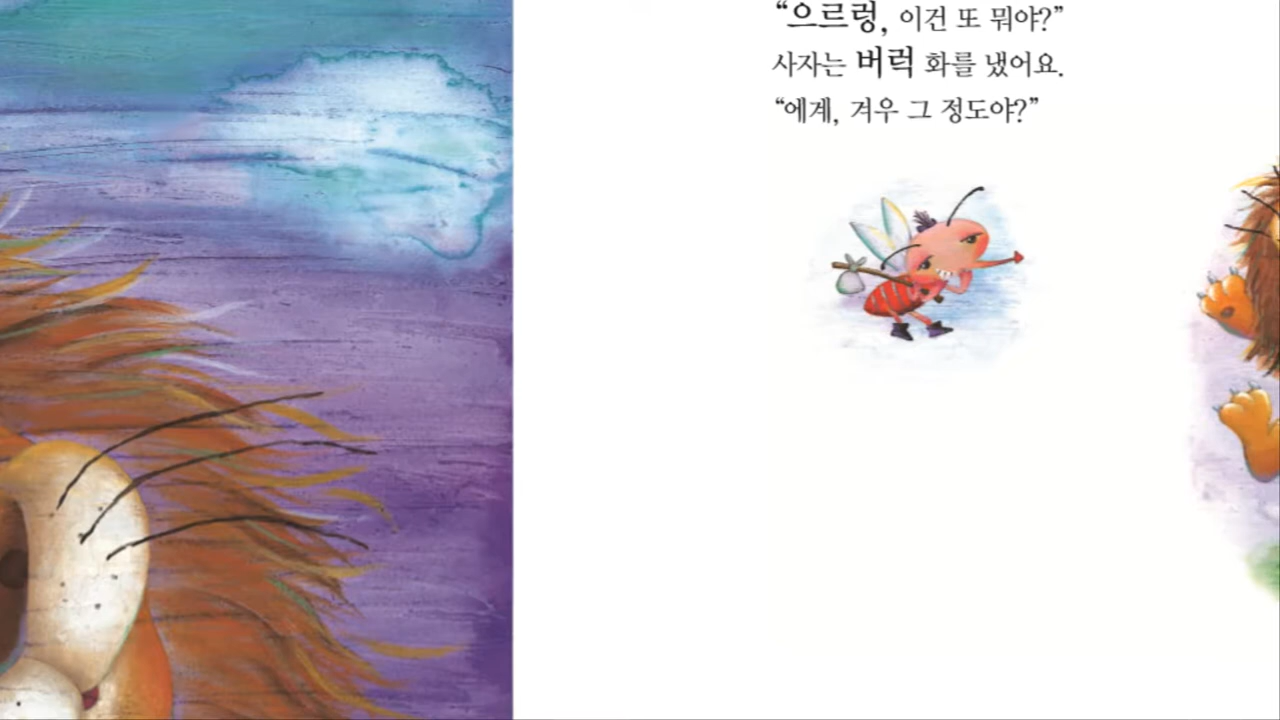 “으르렁, 이건 또 뭐야?”
사자는 버럭 화를 냈어요.
“에계, 겨우 그 정도야?”